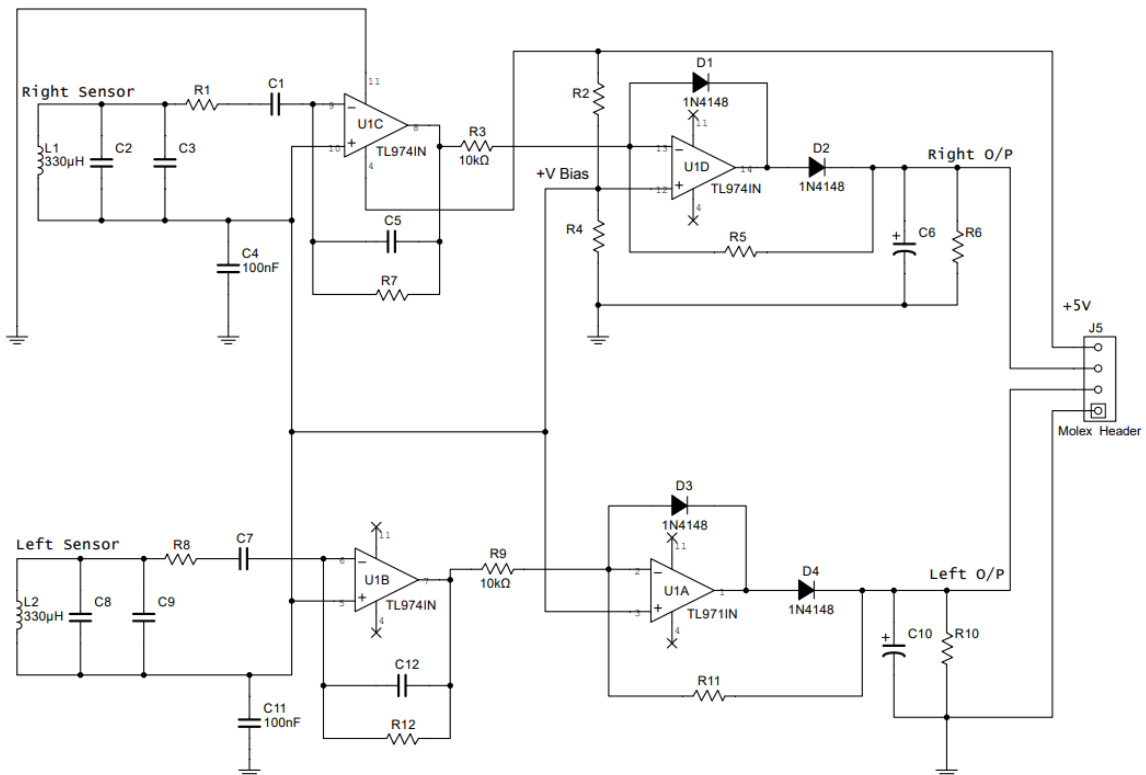 Right Sensor
L1
330µH
C2
C3
R1
C1
9
10
11
U1C
8
4
TL974IN
R3
10kΩ
C5
R7
C4
100nF
R2
+V Bias
R4
D1
1N4148
11
13
12
U1D
14
4
TL974IN
D2
1N4148
R5
Right O/P
C6
+
R6
+5V
J5
Molex Header
Left Sensor
L2
330µH
C8
C9
R8
C7
6
5
11
U1B
7
4
TL974IN
R9
10kΩ
C12
R12
C11
100nF
D3
1N4148
11
2
3
U1A
1
4
TL971IN
D4
1N4148
R11
Left O/P
C10
+
R10